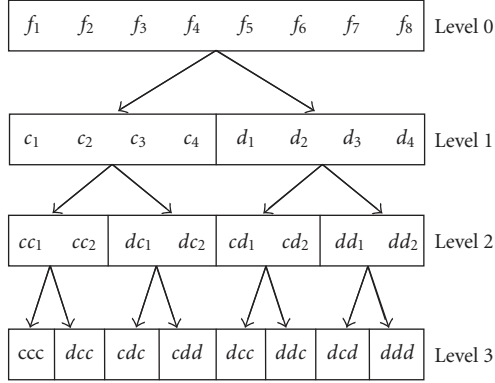 f₁ f₂ f₃ f₄ f₅ f₆ f₇ f₈ Level 0
c₁ c₂ c₃ c₄ d₁ d₂ d₃ d₄ Level 1
cc₁ cc₂ dc₁ dc₂ cd₁ cd₂ dd₁ dd₂ Level 2
ccc dcc cdc cdd dcc ddc dcd ddd Level 3